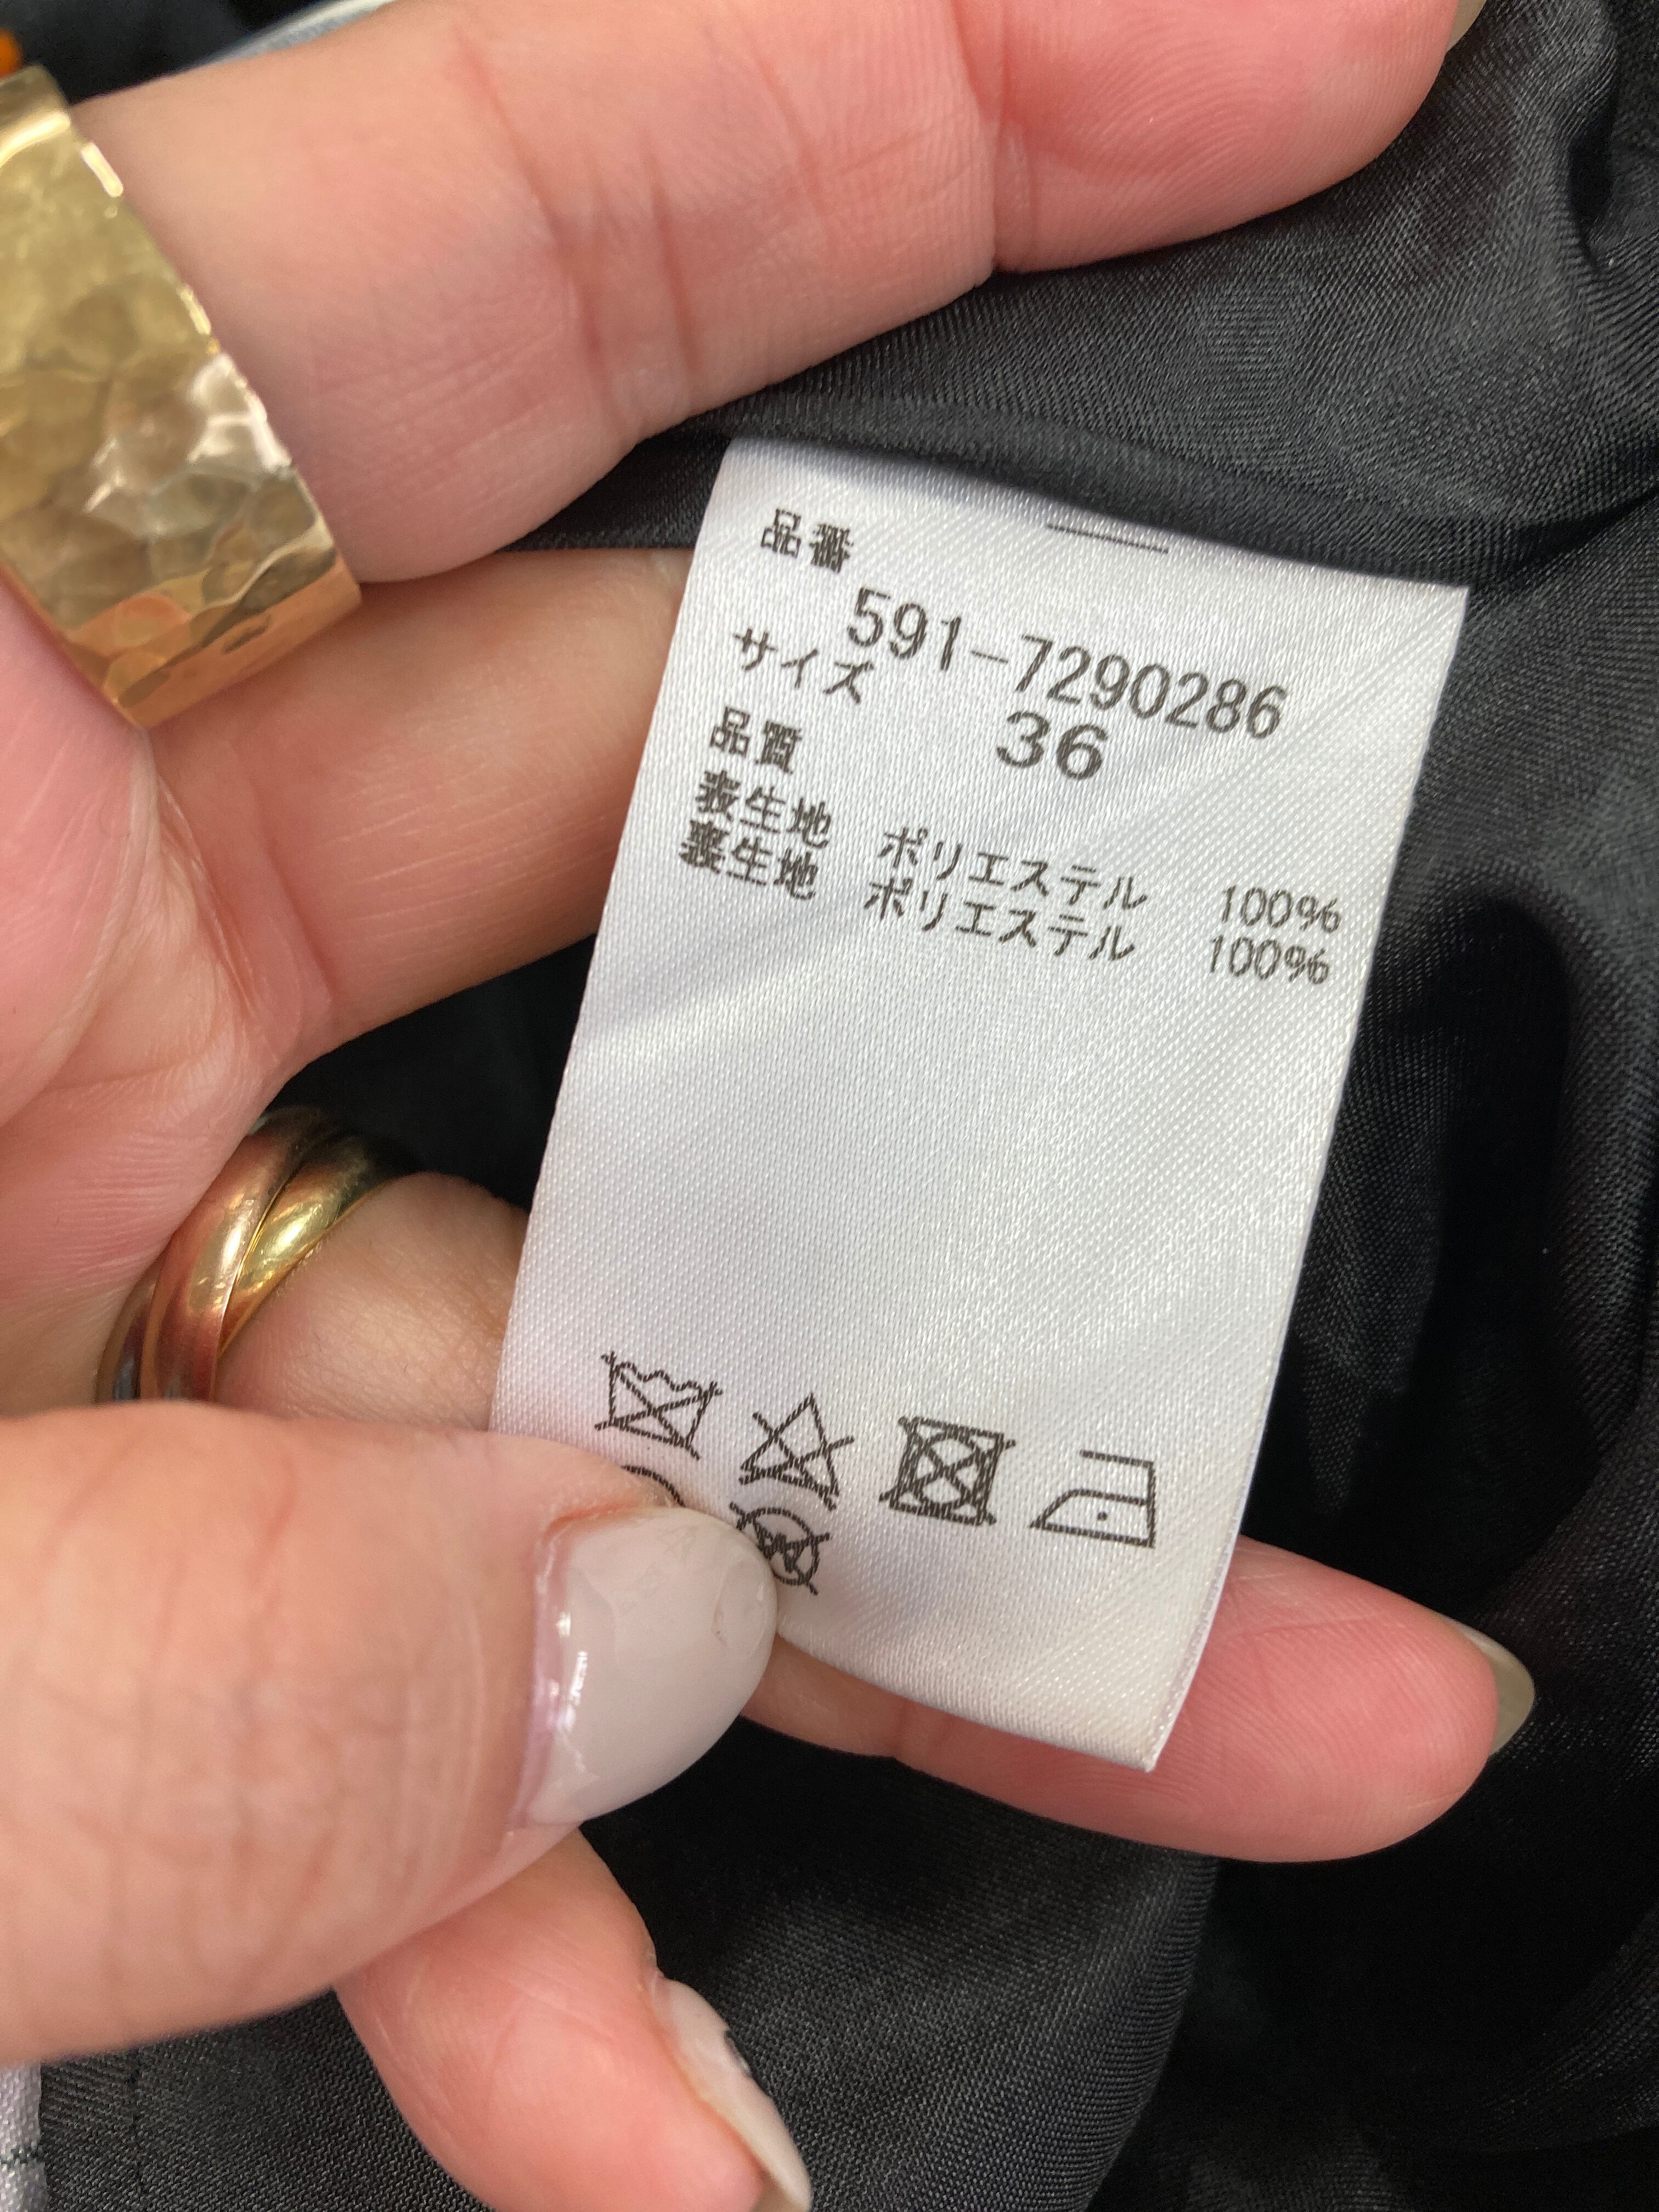 品番
591-7290286
サイズ 36
品質
表生地 ポリエステル 100%
裏生地 ポリエステル 100%
W